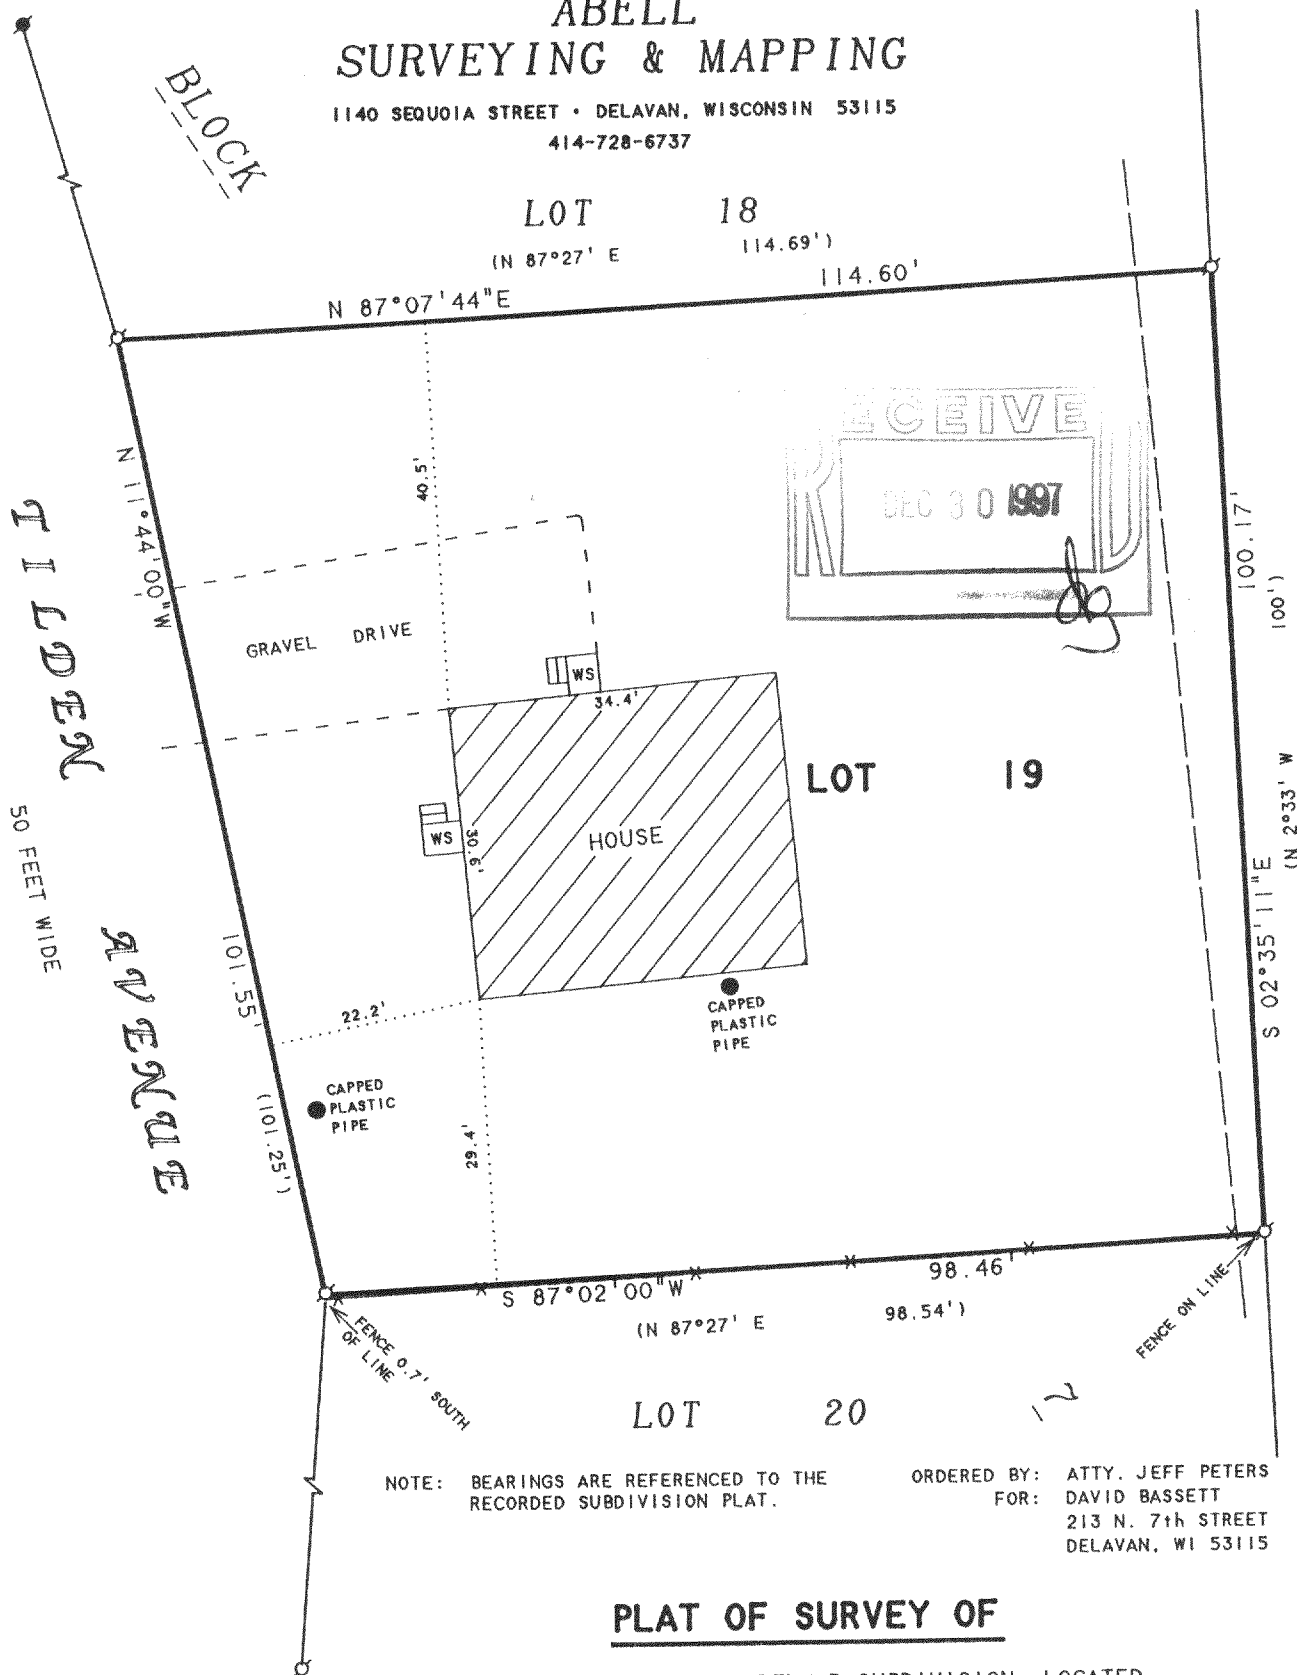 ABELL
SURVEYING & MAPPING
1140 SEQUOIA STREET • DELAVAN, WISCONSIN 53115
414-728-6737
BLOCK
LOT 18
(N 87°27' E 114.69')
N 87°07'44"E 114.60'
N 11°44'00"W
40.5'
RECEIVED
DEC 30 1997
100.17'
100')
TILDEN
GRAVEL DRIVE
WS
34.4'
LOT 19
WS
30.6'
HOUSE
(N 2°33' W
S 02°35'11"E
50 FEET WIDE
AVENUE
101.55'
22.2'
CAPPED
PLASTIC
PIPE
CAPPED
PLASTIC
PIPE
(101.25')
29.4'
S 87°02'00"W 98.46'
(N 87°27' E 98.54')
FENCE 0.7' SOUTH
OF LINE
FENCE ON LINE
LOT 20
NOTE: BEARINGS ARE REFERENCED TO THE
RECORDED SUBDIVISION PLAT.
ORDERED BY: ATTY. JEFF PETERS
FOR: DAVID BASSETT
213 N. 7th STREET
DELAVAN, WI 53115
PLAT OF SURVEY OF
SUBDIVISION, LOCATED